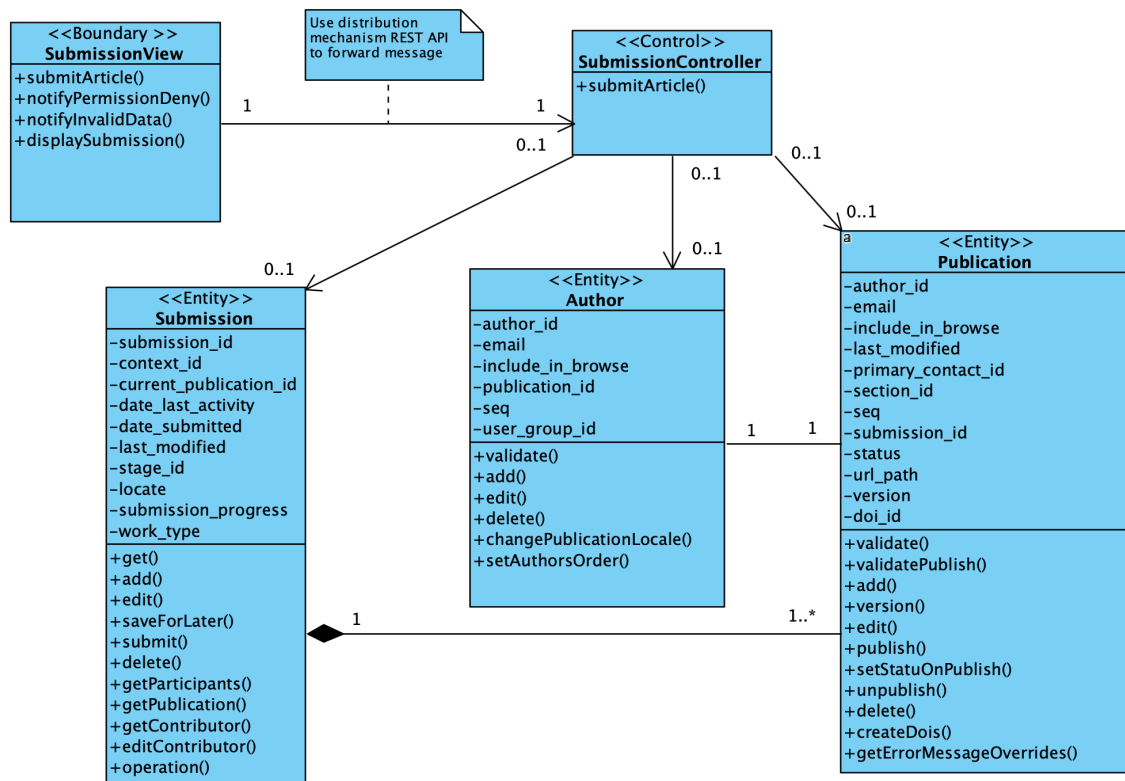 <<Boundary >>
SubmissionView
+submitArticle()
+notifyPermissionDeny()
+notifyInvalidData()
+displaySubmission()
Use distribution
mechanism REST API
to forward message
<<Control>>
SubmissionController
+submitArticle()
1
1
0..1
0..1
0..1
0..1
0..1
0..1
<<Entity>>
Submission
-submission_id
-context_id
-current_publication_id
-date_last_activity
-date_submitted
-last_modified
-stage_id
-locate
-submission_progress
-work_type
+get()
+add()
+edit()
+saveForLater()
+submit()
+delete()
+getParticipants()
+getPublication()
+getContributor()
+editContributor()
+operation()
<<Entity>>
Author
-author_id
-email
-include_in_browse
-publication_id
-seq
-user_group_id
+validate()
+add()
+edit()
+delete()
+changePublicationLocale()
+setAuthorsOrder()
1
1
1
1..*
a
<<Entity>>
Publication
-author_id
-email
-include_in_browse
-last_modified
-primary_contact_id
-section_id
-seq
-submission_id
-status
-url_path
-version
-doi_id
+validate()
+validatePublish()
+add()
+version()
+edit()
+publish()
+setStatuOnPublish()
+unpublish()
+delete()
+createDois()
+getErrorMessageOverrides()